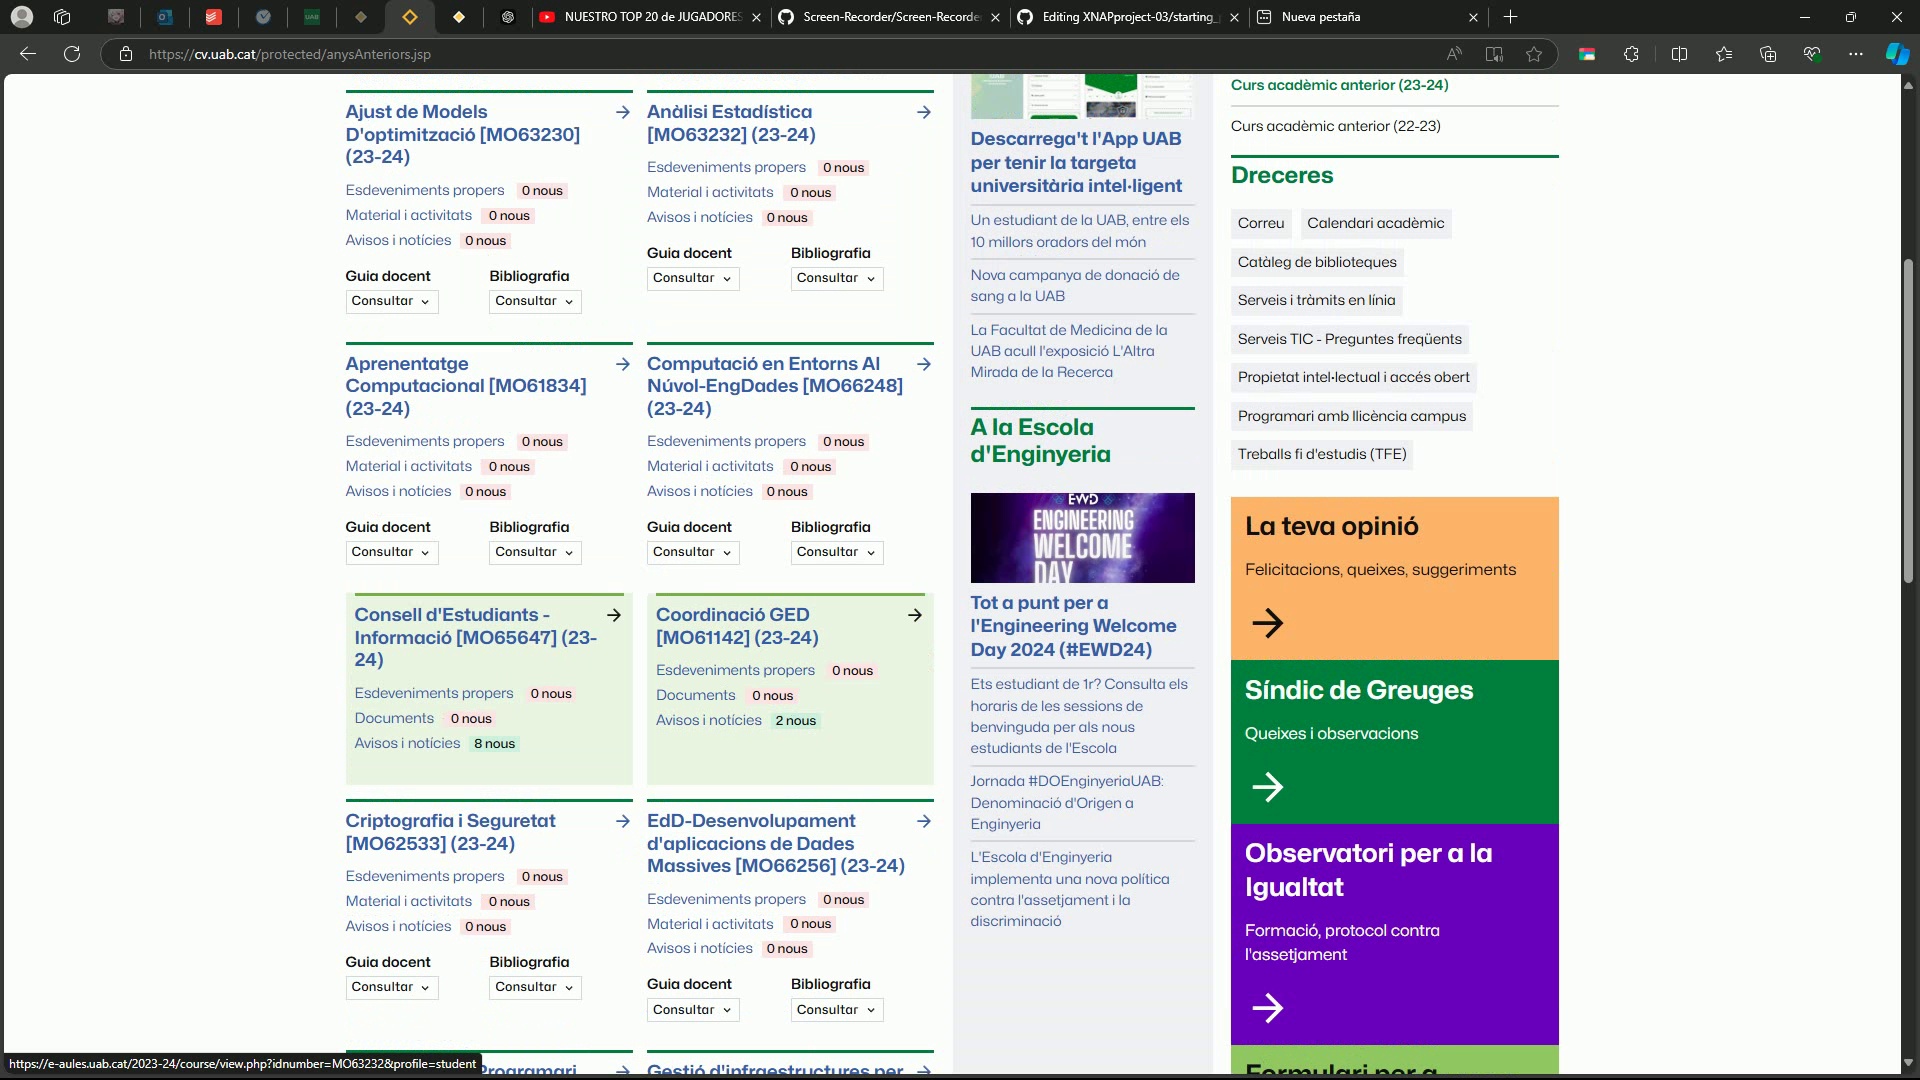 NUESTRO TOP 20 de JUGADORES
Screen-Recorder/Screen-Recorde
Editing XNAPproject-03/starting_
Nueva pestaña
https://cv.uab.cat/protected/anysAnteriors.jsp
Ajust de Models
D'optimització [MO63230]
(23-24)
Esdeveniments propers 0 nous
Material i activitats 0 nous
Avisos i notícies 0 nous
Guia docent Bibliografia
Consultar Consultar
Anàlisi Estadística
[MO63232] (23-24)
Esdeveniments propers 0 nous
Material i activitats 0 nous
Avisos i notícies 0 nous
Guia docent Bibliografia
Consultar Consultar
Aprenentatge
Computacional [MO61834]
(23-24)
Esdeveniments propers 0 nous
Material i activitats 0 nous
Avisos i notícies 0 nous
Guia docent Bibliografia
Consultar Consultar
Computació en Entorns Al
Núvol-EngDades [MO66248]
(23-24)
Esdeveniments propers 0 nous
Material i activitats 0 nous
Avisos i notícies 0 nous
Guia docent Bibliografia
Consultar Consultar
Consell d'Estudiants -
Informació [MO65647] (23-
24)
Esdeveniments propers 0 nous
Documents 0 nous
Avisos i notícies 8 nous
Coordinació GED
[MO61142] (23-24)
Esdeveniments propers 0 nous
Documents 0 nous
Avisos i notícies 2 nous
Criptografia i Seguretat
[MO62533] (23-24)
Esdeveniments propers 0 nous
Material i activitats 0 nous
Avisos i notícies 0 nous
Guia docent Bibliografia
Consultar Consultar
EdD-Desenvolupament
d'aplicacions de Dades
Massives [MO66256] (23-24)
Esdeveniments propers 0 nous
Material i activitats 0 nous
Avisos i notícies 0 nous
Guia docent Bibliografia
Consultar Consultar
Programari
Gestió d'infraestructures per
Descarrega't l'App UAB
per tenir la targeta
universitària intel·ligent
Un estudiant de la UAB, entre els
10 millors oradors del món
Nova campanya de donació de
sang a la UAB
La Facultat de Medicina de la
UAB acull l'exposició L'Altra
Mirada de la Recerca
A la Escola
d'Enginyeria
EWD
ENGINEERING
WELCOME
DAY
Tot a punt per a
l'Engineering Welcome
Day 2024 (#EWD24)
Ets estudiant de 1r? Consulta els
horaris de les sessions de
benvinguda per als nous
estudiants de l'Escola
Jornada #DOEnginyeriaUAB:
Denominació d'Origen a
Enginyeria
L'Escola d'Enginyeria
implementa una nova política
contra l'assetjament i la
discriminació
Curs acadèmic anterior (23-24)
Curs acadèmic anterior (22-23)
Dreceres
Correu Calendari acadèmic
Catàleg de biblioteques
Serveis i tràmits en línia
Serveis TIC - Preguntes freqüents
Propietat intel·lectual i accés obert
Programari amb llicència campus
Treballs fi d'estudis (TFE)
La teva opinió
Felicitacions, queixes, suggeriments
Síndic de Greuges
Queixes i observacions
Observatori per a la
Igualtat
Formació, protocol contra
l'assetjament
Formulari per a
https://e-aules.uab.cat/2023-24/course/view.php?idnumber=MO63232&profile=student